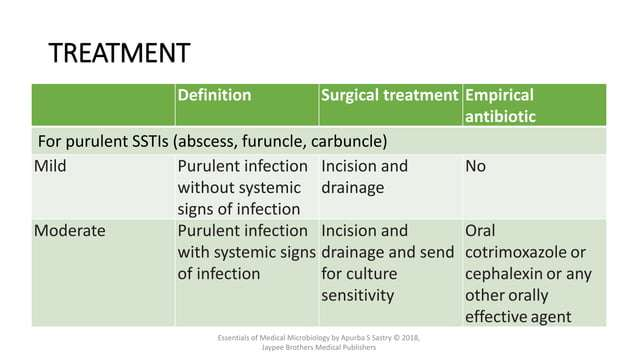 TREATMENT
Definition Surgical treatment Empirical
antibiotic
For purulent SSTIs (abscess, furuncle, carbuncle)
Mild Purulent infection Incision and No
without systemic drainage
signs of infection
Moderate Purulent infection Incision and Oral
with systemic signs drainage and send cotrimoxazole or
of infection for culture cephalexin or any
sensitivity other orally
effective agent
Essentials of Medical Microbiology by Apurba S Sastry © 2018,
Jaypee Brothers Medical Publishers